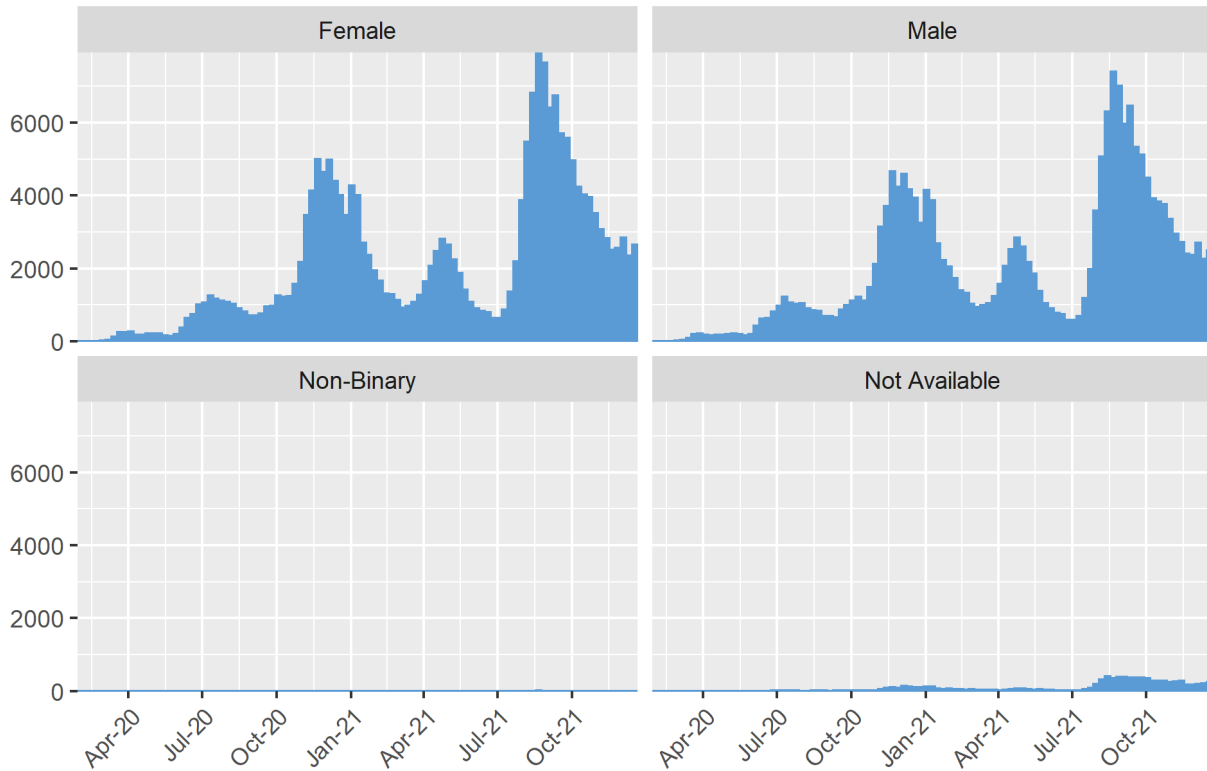 Female
Male
6000
4000
2000
0
Non-Binary
Not Available
6000
4000
2000
0
Apr-20 Jul-20 Oct-20 Jan-21 Apr-21 Jul-21 Oct-21
Apr-20 Jul-20 Oct-20 Jan-21 Apr-21 Jul-21 Oct-21